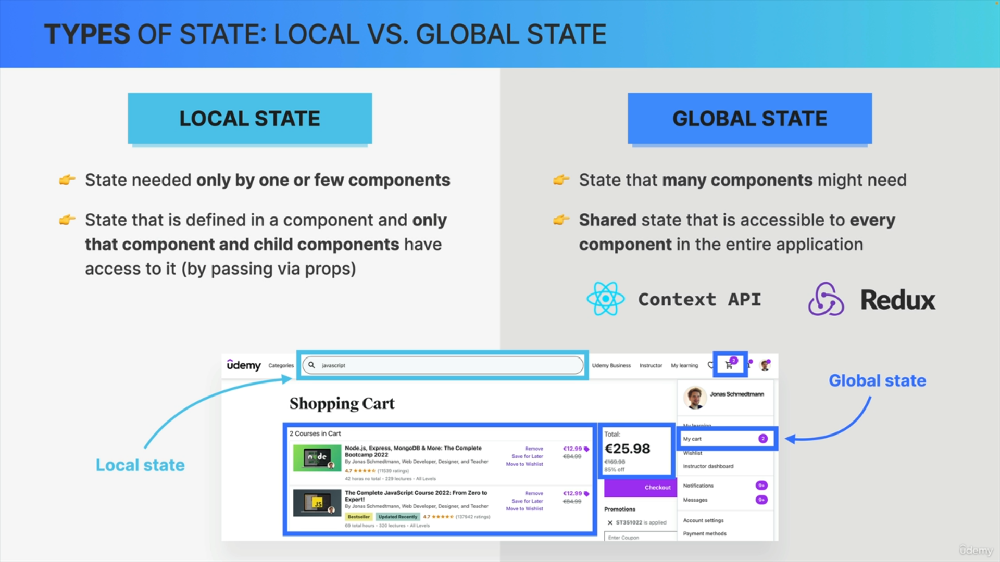 TYPES OF STATE: LOCAL VS. GLOBAL STATE
LOCAL STATE
👉 State needed only by one or few components
👉 State that is defined in a component and only
that component and child components have
access to it (by passing via props)
GLOBAL STATE
👉 State that many components might need
👉 Shared state that is accessible to every
component in the entire application
Context API
Redux
udemy Categories javascript Udemy Business Instructor My learning 2
Local state
Global state
Shopping Cart
2 Courses in Cart
node
Node.js, Express, MongoDB & More: The Complete
Bootcamp 2022
By Jonas Schmedtmann, Web Developer, Designer, and Teacher
4.7 ★★★★★ (11539 ratings)
42 horas no total • 229 lectures • All Levels
Remove
Save for Later
Move to Wishlist
€12.99
€84.99
JS
The Complete JavaScript Course 2022: From Zero to
Expert!
By Jonas Schmedtmann, Web Developer, Designer, and Teacher
Bestseller Updated Recently 4.7 ★★★★★ (137942 ratings)
69 total hours • 320 lectures • All Levels
Remove
Save for Later
Move to Wishlist
€12.99
€84.99
Total:
€25.98
€169.98
85% off
Checkout
Promotions
✕ ST351022 is applied
Enter Coupon
Jonas Schmedtmann
My learning
My cart 2
Wishlist
Instructor dashboard
Notifications 9+
Messages 9+
Account settings
Payment methods
udemy